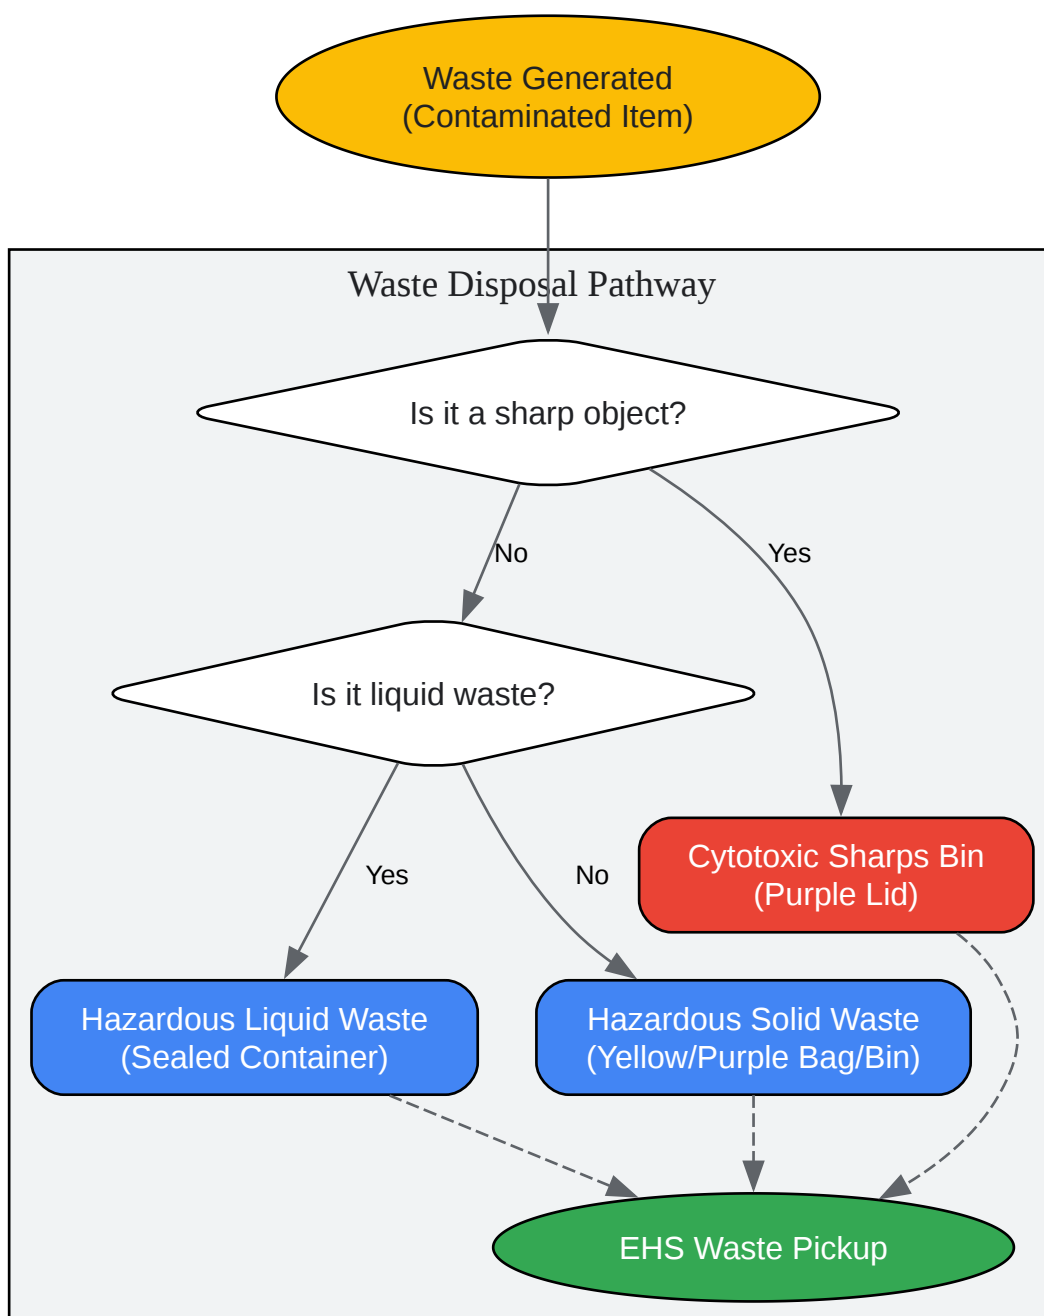 Waste Generated
(Contaminated Item)
Waste Disposal Pathway
Is it a sharp object?
No
Yes
Is it liquid waste?
Yes
No
Cytotoxic Sharps Bin
(Purple Lid)
Hazardous Liquid Waste
(Sealed Container)
Hazardous Solid Waste
(Yellow/Purple Bag/Bin)
EHS Waste Pickup